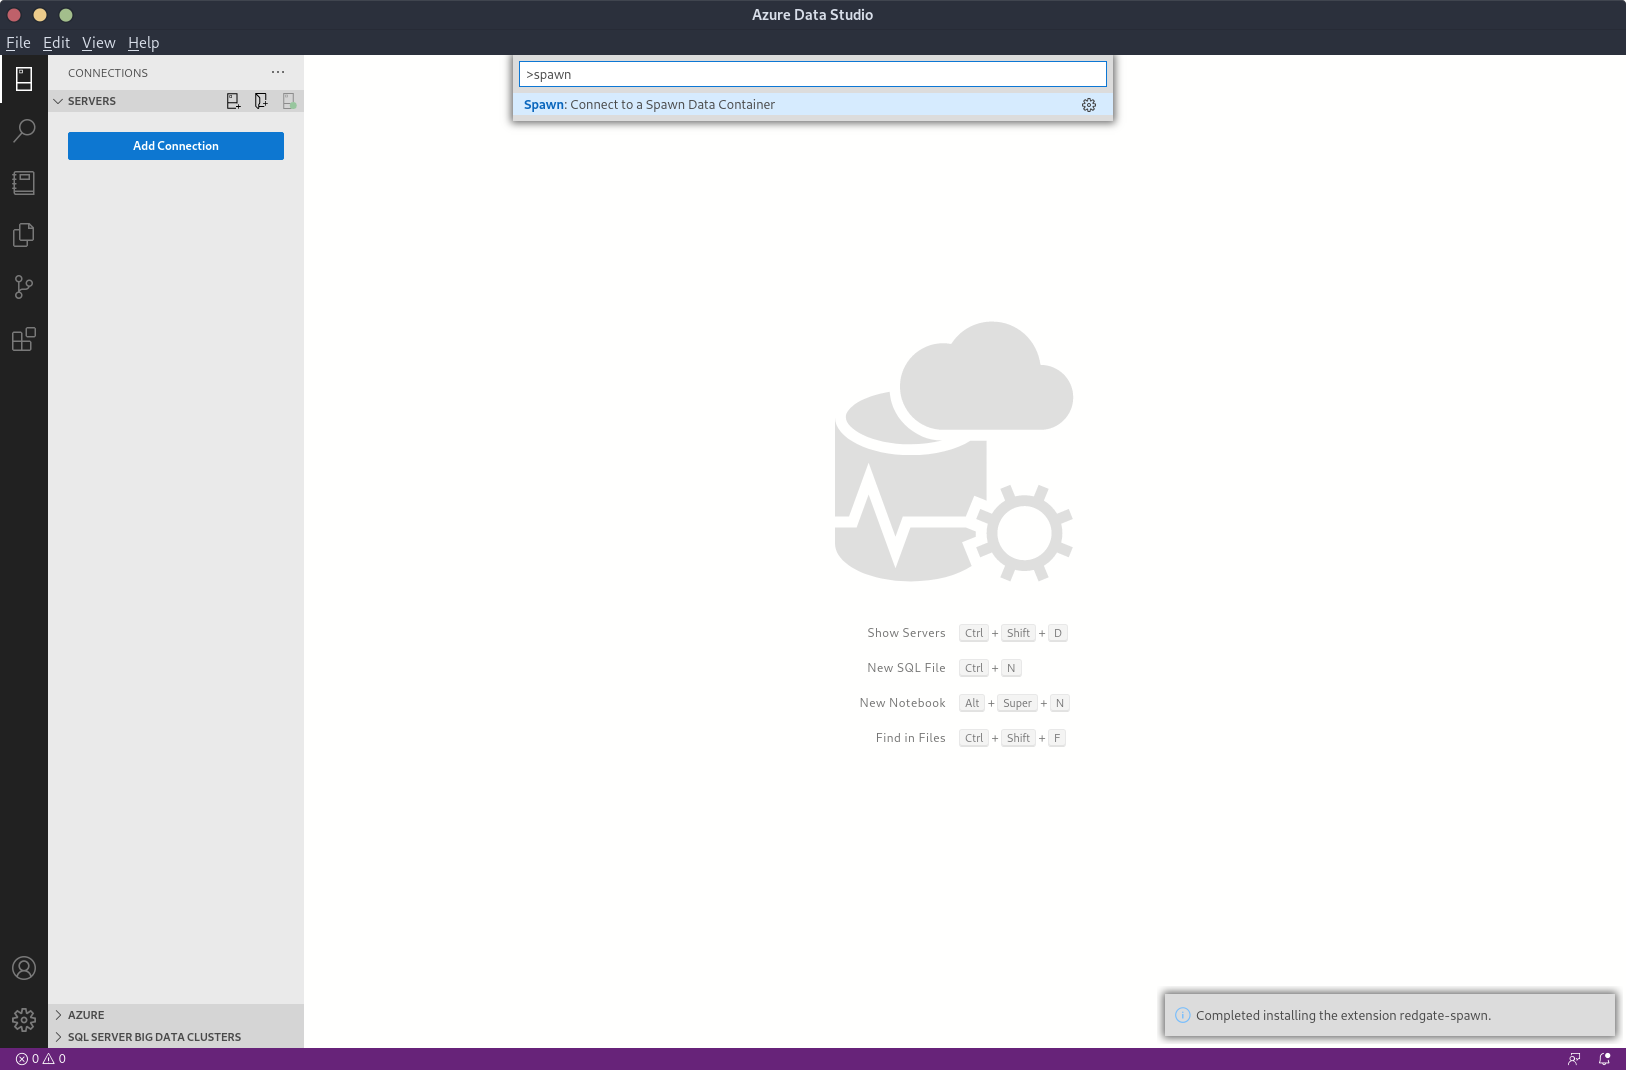 Azure Data Studio
File Edit View Help
CONNECTIONS
SERVERS
Add Connection
>spawn
Spawn: Connect to a Spawn Data Container
Show Servers Ctrl + Shift + D
New SQL File Ctrl + N
New Notebook Alt + Super + N
Find in Files Ctrl + Shift + F
AZURE
SQL SERVER BIG DATA CLUSTERS
Completed installing the extension redgate-spawn.
0 0